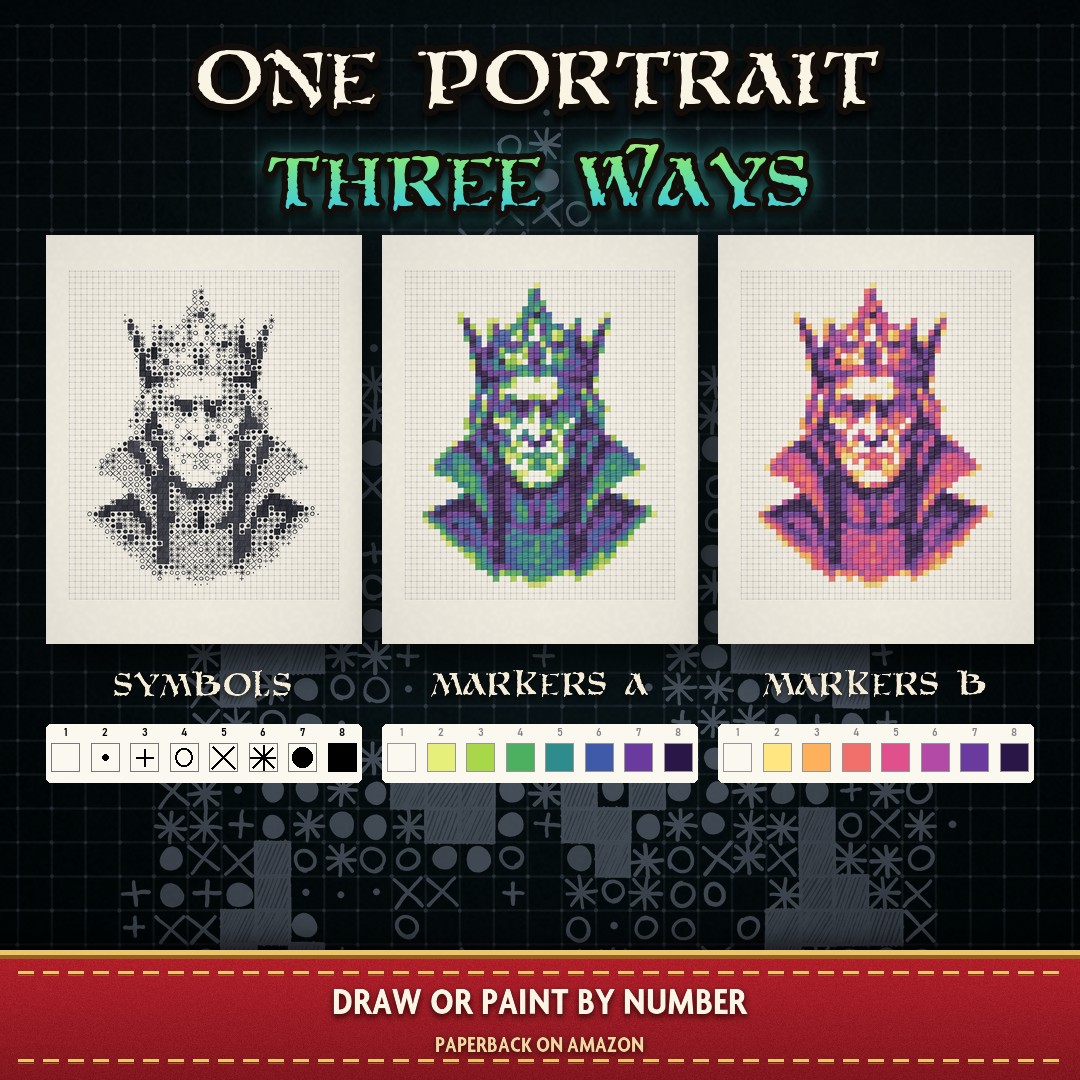 ONE PORTRAIT
THREE WAYS
SYMBOLS
MARKERS A
MARKERS B
1 2 3 4 5 6 7 8
1 2 3 4 5 6 7 8
1 2 3 4 5 6 7 8
DRAW OR PAINT BY NUMBER
PAPERBACK ON AMAZON